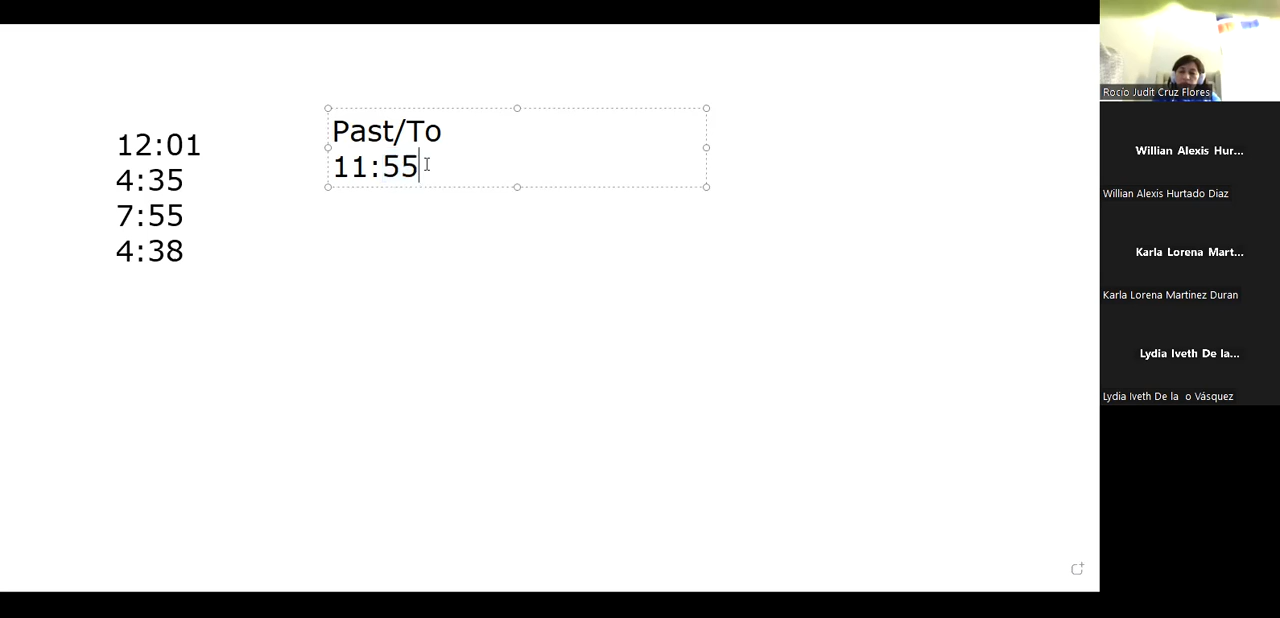 12:01
4:35
7:55
4:38
Past/To
11:55
Rocío Judit Cruz Flores
Willian Alexis Hur...
Willian Alexis Hurtado Diaz
Karla Lorena Mart...
Karla Lorena Martinez Duran
Lydia Iveth De la...
Lydia Iveth De la o Vásquez